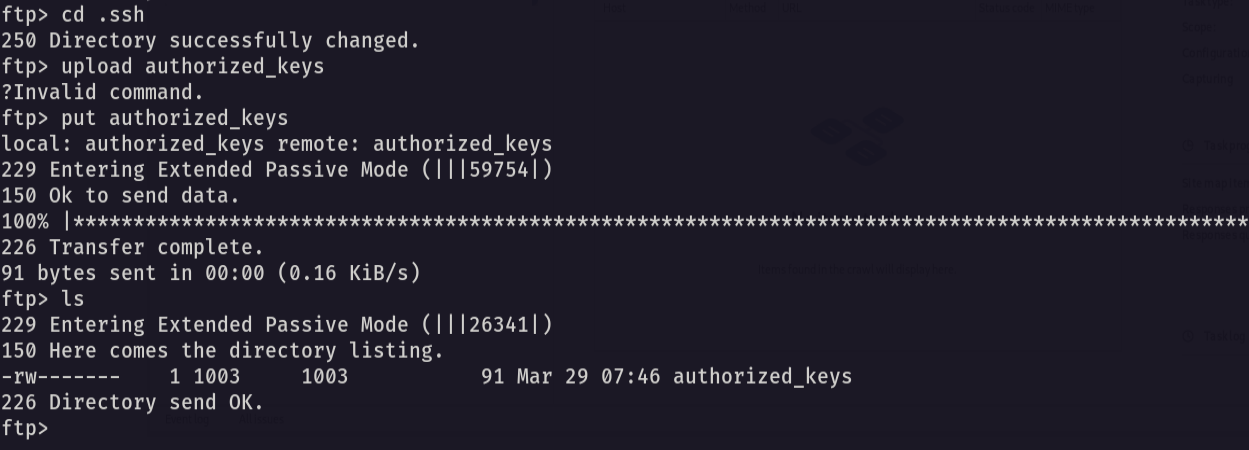 ftp> cd .ssh
250 Directory successfully changed.
ftp> upload authorized_keys
?Invalid command.
ftp> put authorized_keys
local: authorized_keys remote: authorized_keys
229 Entering Extended Passive Mode (|||59754|)
150 Ok to send data.
100% |**************************************************************************************************
226 Transfer complete.
91 bytes sent in 00:00 (0.16 KiB/s)
ftp> ls
229 Entering Extended Passive Mode (|||26341|)
150 Here comes the directory listing.
-rw-------    1 1003     1003           91 Mar 29 07:46 authorized_keys
226 Directory send OK.
ftp>